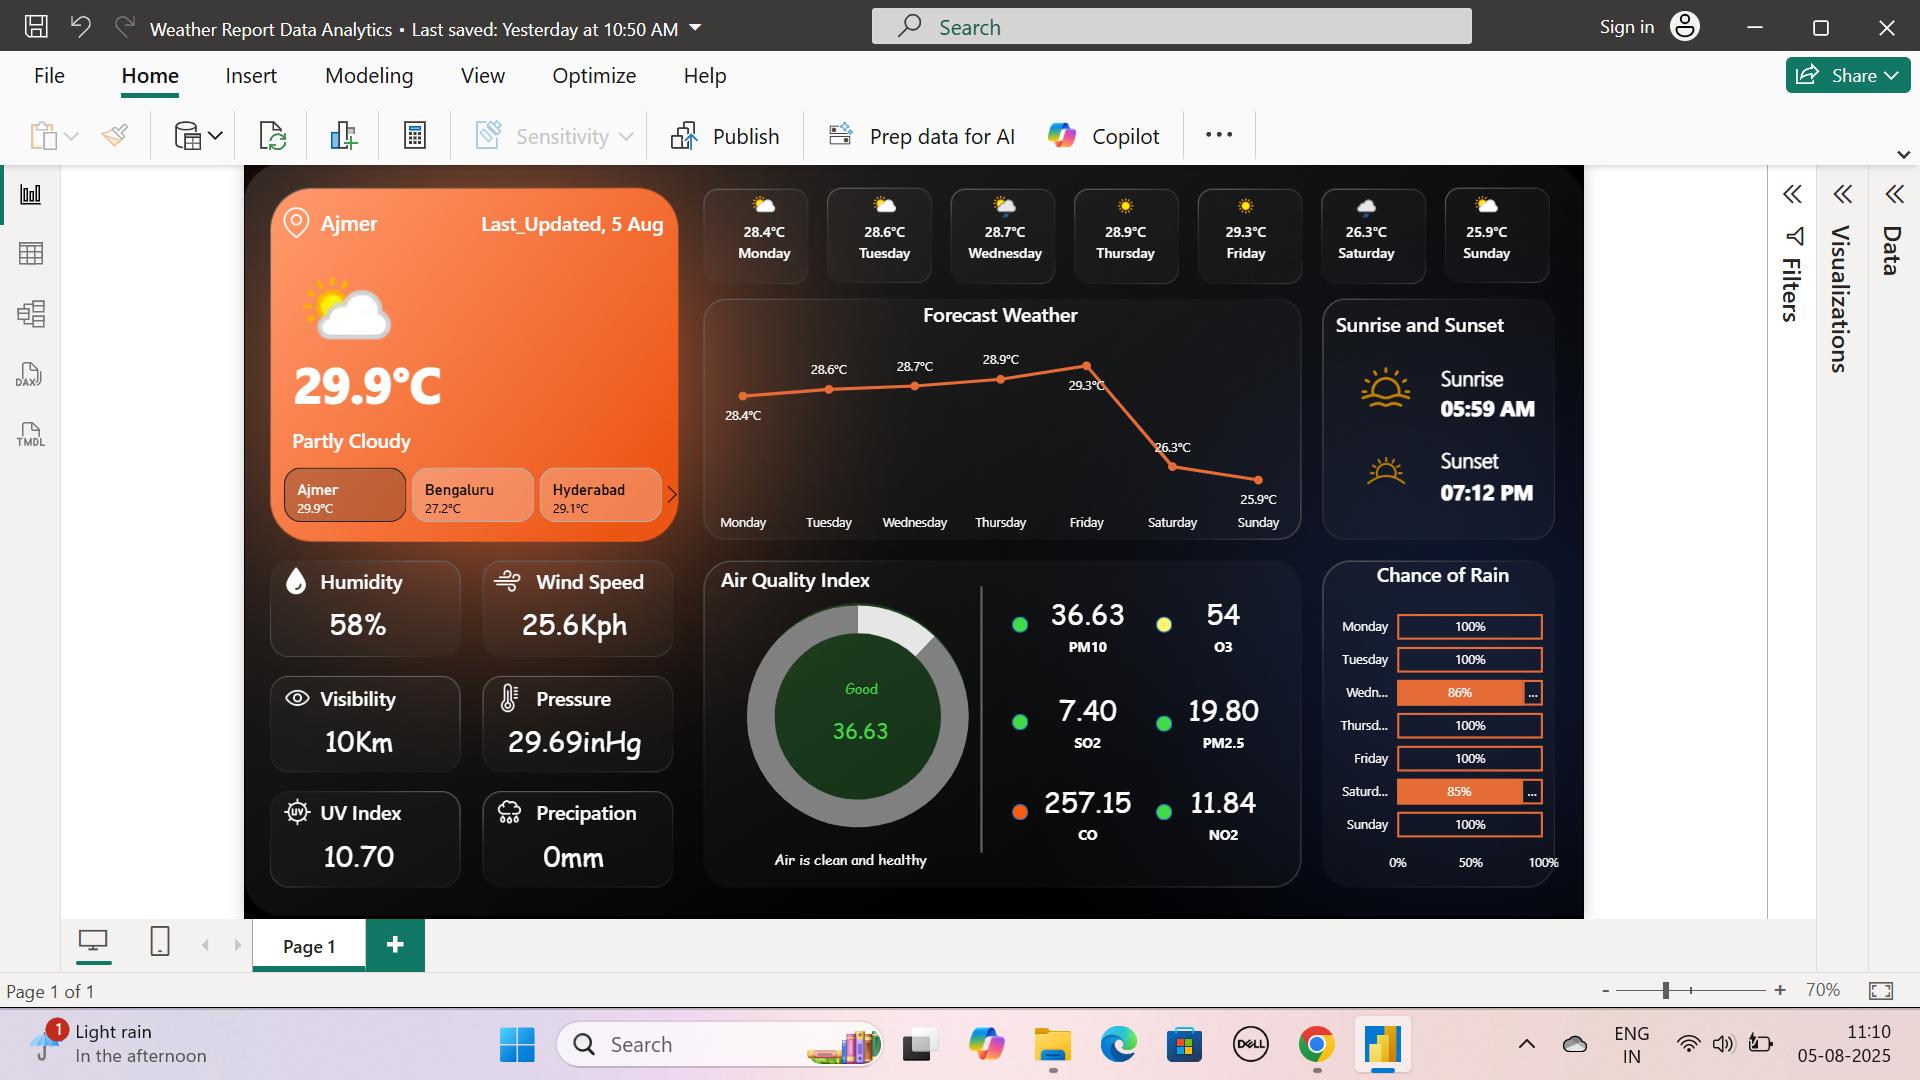 Weather Report Data Analytics • Last saved: Yesterday at 10:50 AM
Search
Sign in
File
Home
Insert
Modeling
View
Optimize
Help
Share
Sensitivity
Publish
Prep data for AI
Copilot
DAX
TMDL
Ajmer
Last_Updated, 5 Aug
29.9°C
Partly Cloudy
Ajmer
29.9°C
Bengaluru
27.2°C
Hyderabad
29.1°C
28.4°C
Monday
28.6°C
Tuesday
28.7°C
Wednesday
28.9°C
Thursday
29.3°C
Friday
26.3°C
Saturday
25.9°C
Sunday
Forecast Weather
28.4°C
28.6°C
28.7°C
28.9°C
29.3°C
26.3°C
25.9°C
Monday
Tuesday
Wednesday
Thursday
Friday
Saturday
Sunday
Sunrise and Sunset
Sunrise
05:59 AM
Sunset
07:12 PM
Filters
Visualizations
Data
Humidity
58%
Wind Speed
25.6Kph
Visibility
10Km
Pressure
29.69inHg
UV
UV Index
10.70
Precipation
0mm
Air Quality Index
Good
36.63
Air is clean and healthy
36.63
PM10
54
O3
7.40
SO2
19.80
PM2.5
257.15
CO
11.84
NO2
Chance of Rain
Monday 100%
Tuesday 100%
Wedn... 86% ...
Thursd... 100%
Friday 100%
Saturd... 85% ...
Sunday 100%
0% 50% 100%
Page 1
Page 1 of 1
70%
1
Light rain
In the afternoon
Search
DELL
ENG
IN
11:10
05-08-2025